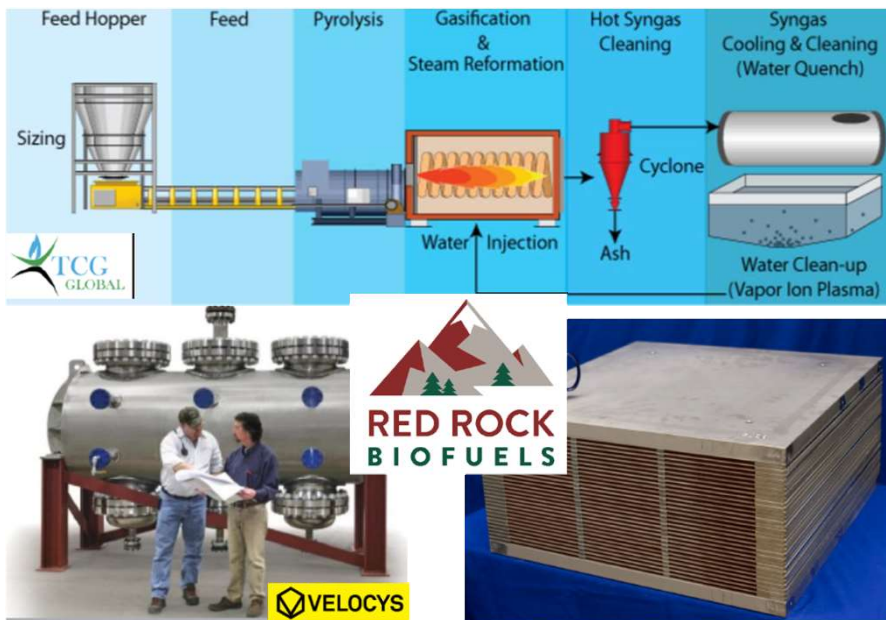 Feed Hopper
Feed
Pyrolysis
Gasification
&
Steam Reformation
Hot Syngas
Cleaning
Syngas
Cooling & Cleaning
(Water Quench)
Sizing
Cyclone
Water Injection
Ash
Water Clean-up
(Vapor Ion Plasma)
TCG
GLOBAL
RED ROCK
BIOFUELS
VELOCYS